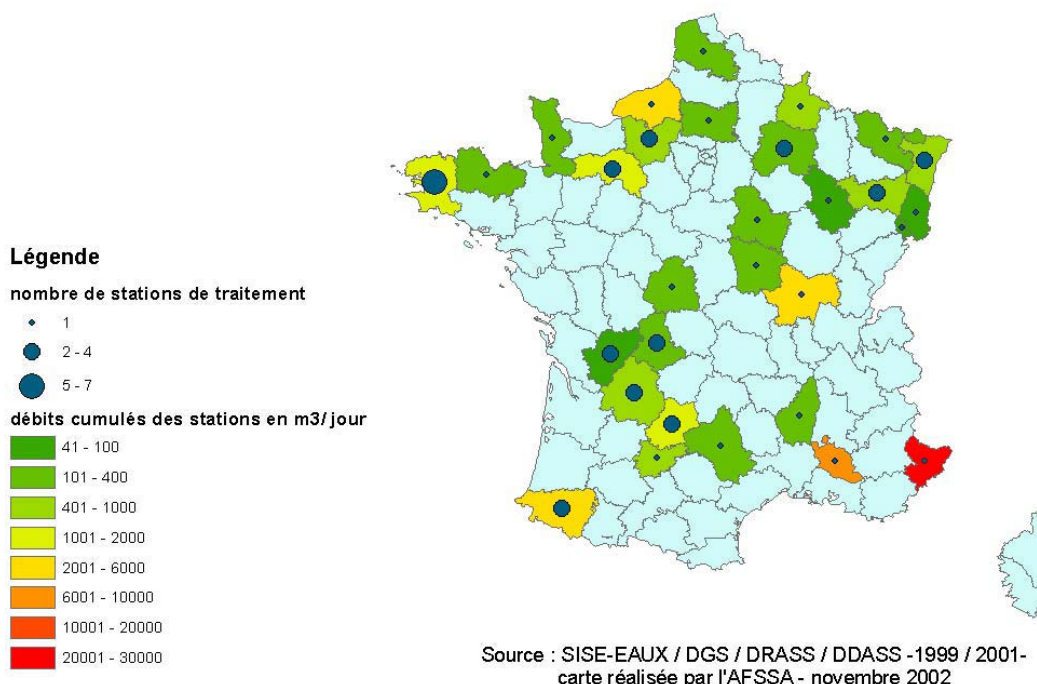 Légende
nombre de stations de traitement
1
2 - 4
5 - 7
débits cumulés des stations en m3/ jour
41 - 100
101 - 400
401 - 1000
1001 - 2000
2001 - 6000
6001 - 10000
10001 - 20000
20001 - 30000
Source : SISE-EAUX / DGS / DRASS / DDASS -1999 / 2001-
carte réalisée par l'AFSSA - novembre 2002